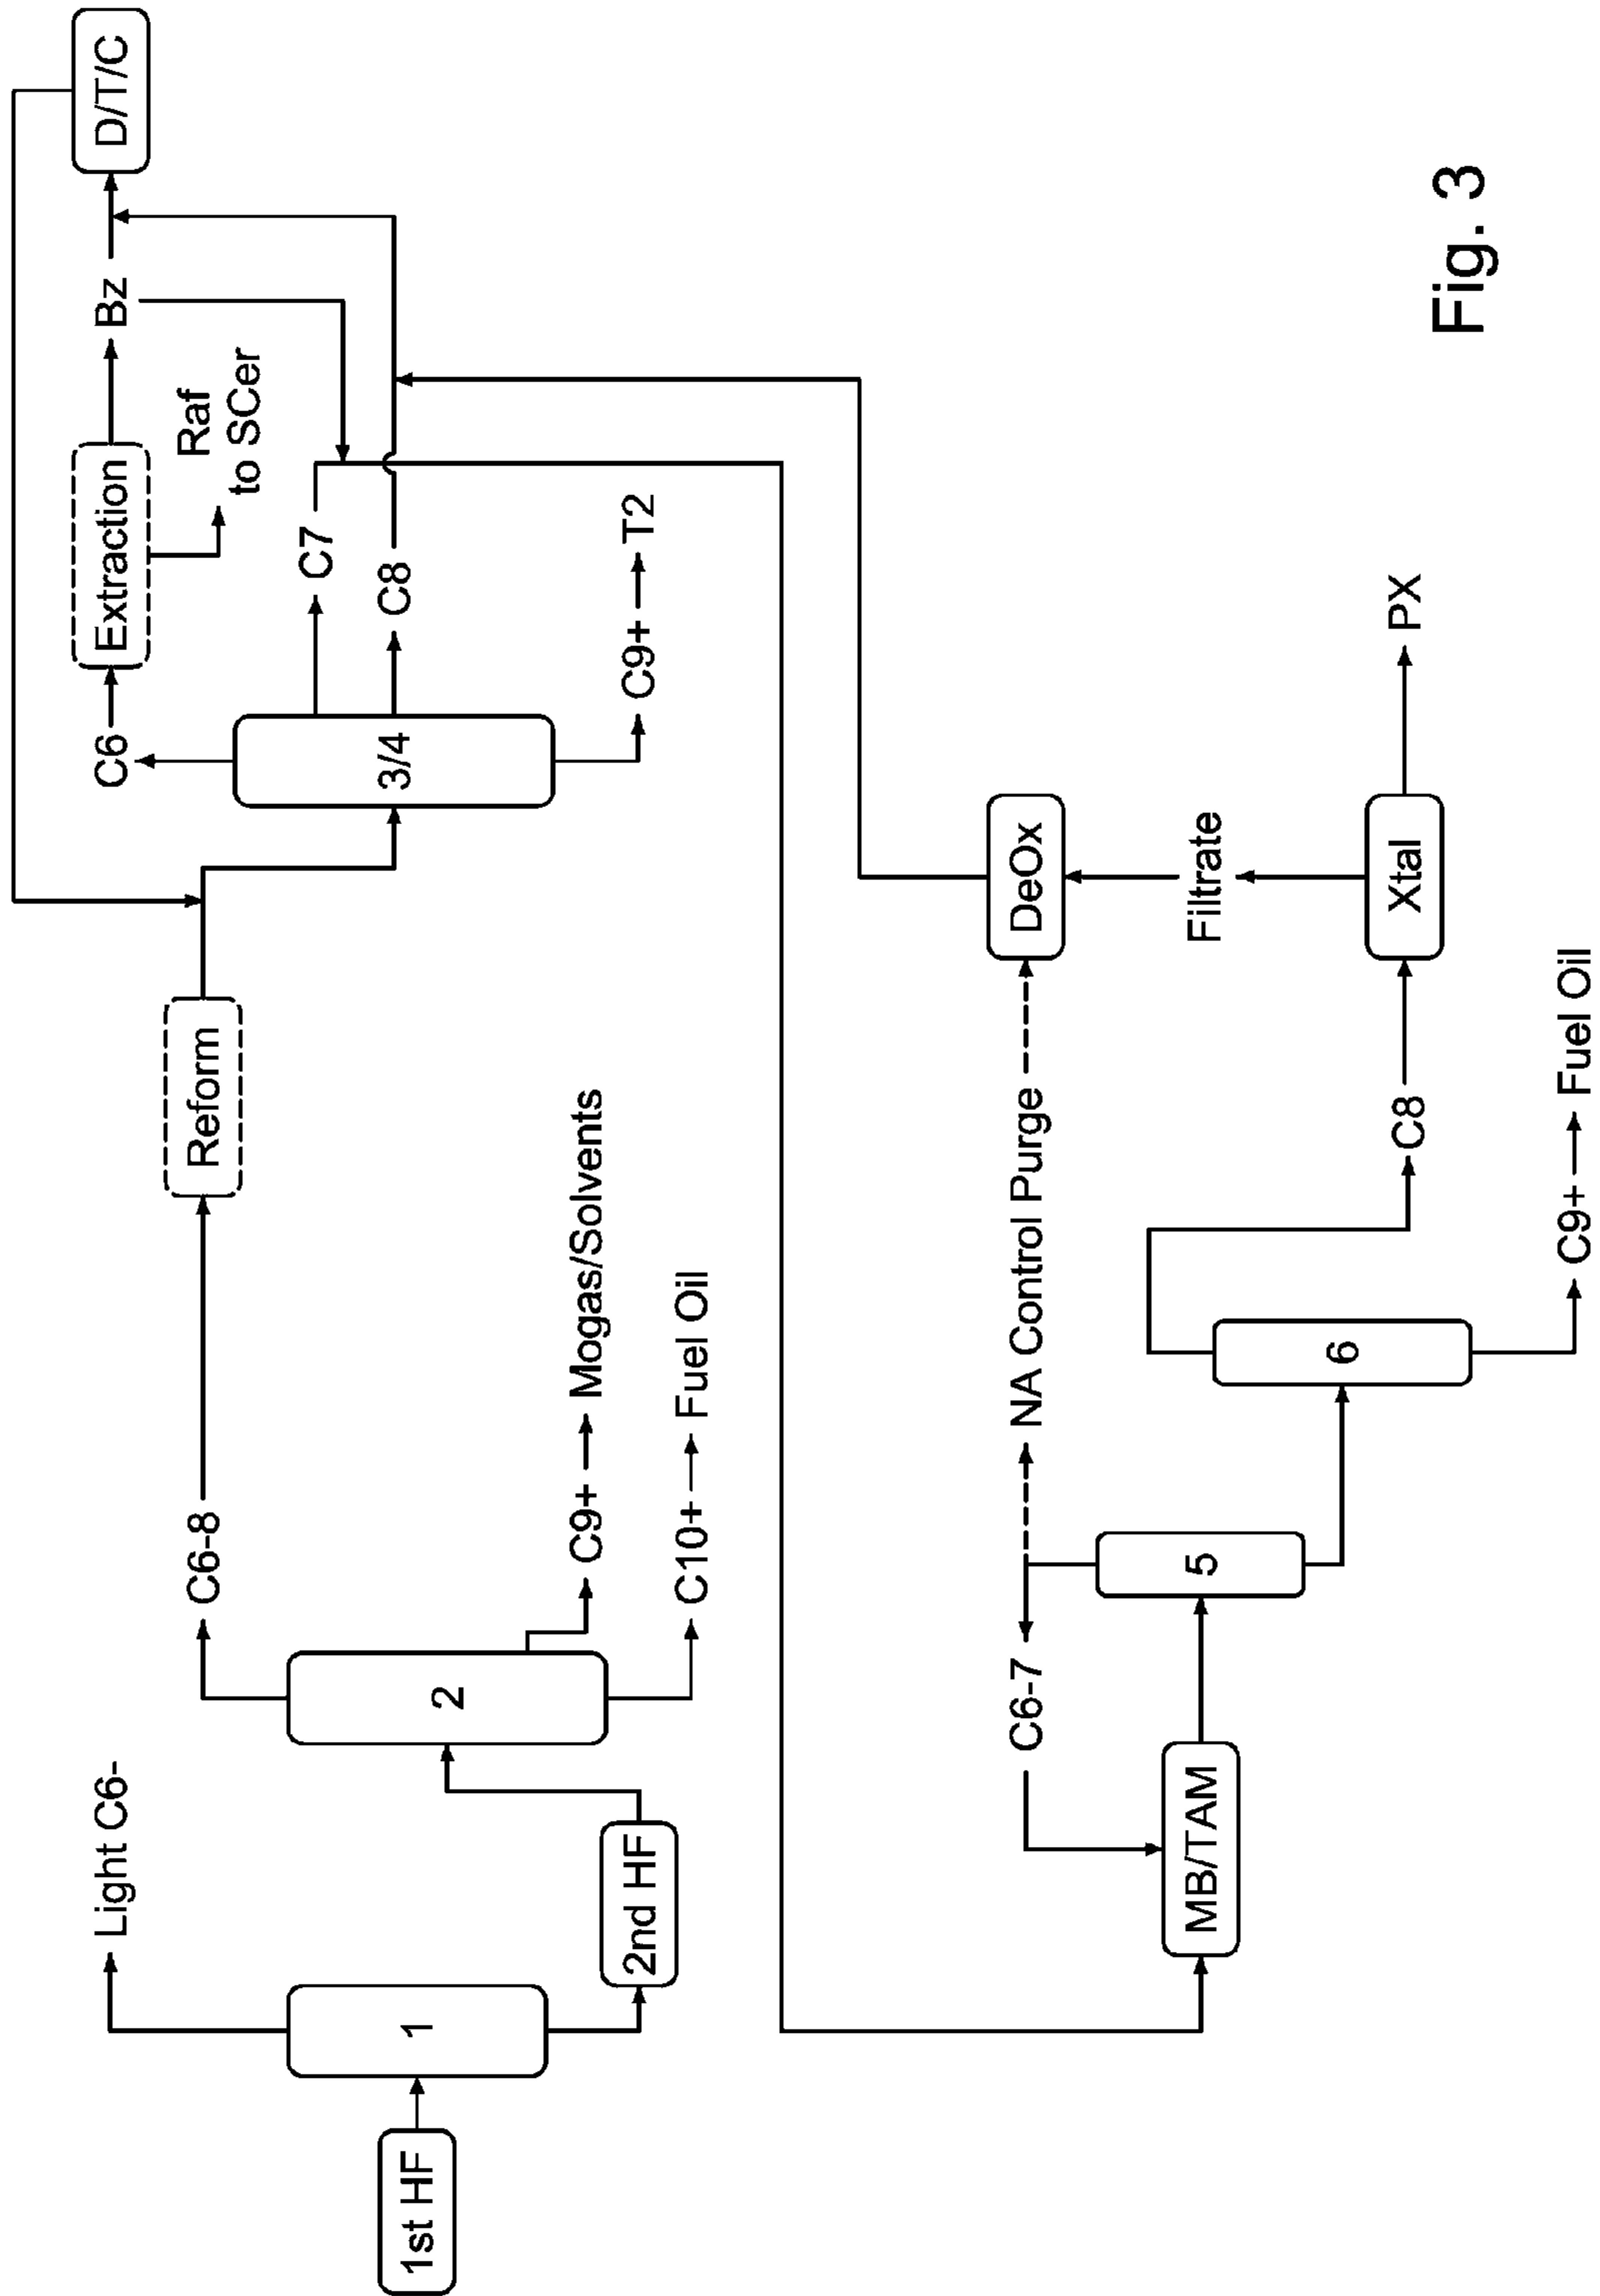 1st HF
1
Light C6-
2nd HF
2
C6-8
C9+
Mogas/Solvents
C10+
Fuel Oil
Reform
3/4
C6
Extraction
Raf
to SCer
Bz
D/T/C
C7
C8
C9+
T2
MB/TAM
C6-7
NA Control Purge
5
6
C8
C9+
Fuel Oil
DeOx
Filtrate
Xtal
PX
Fig. 3